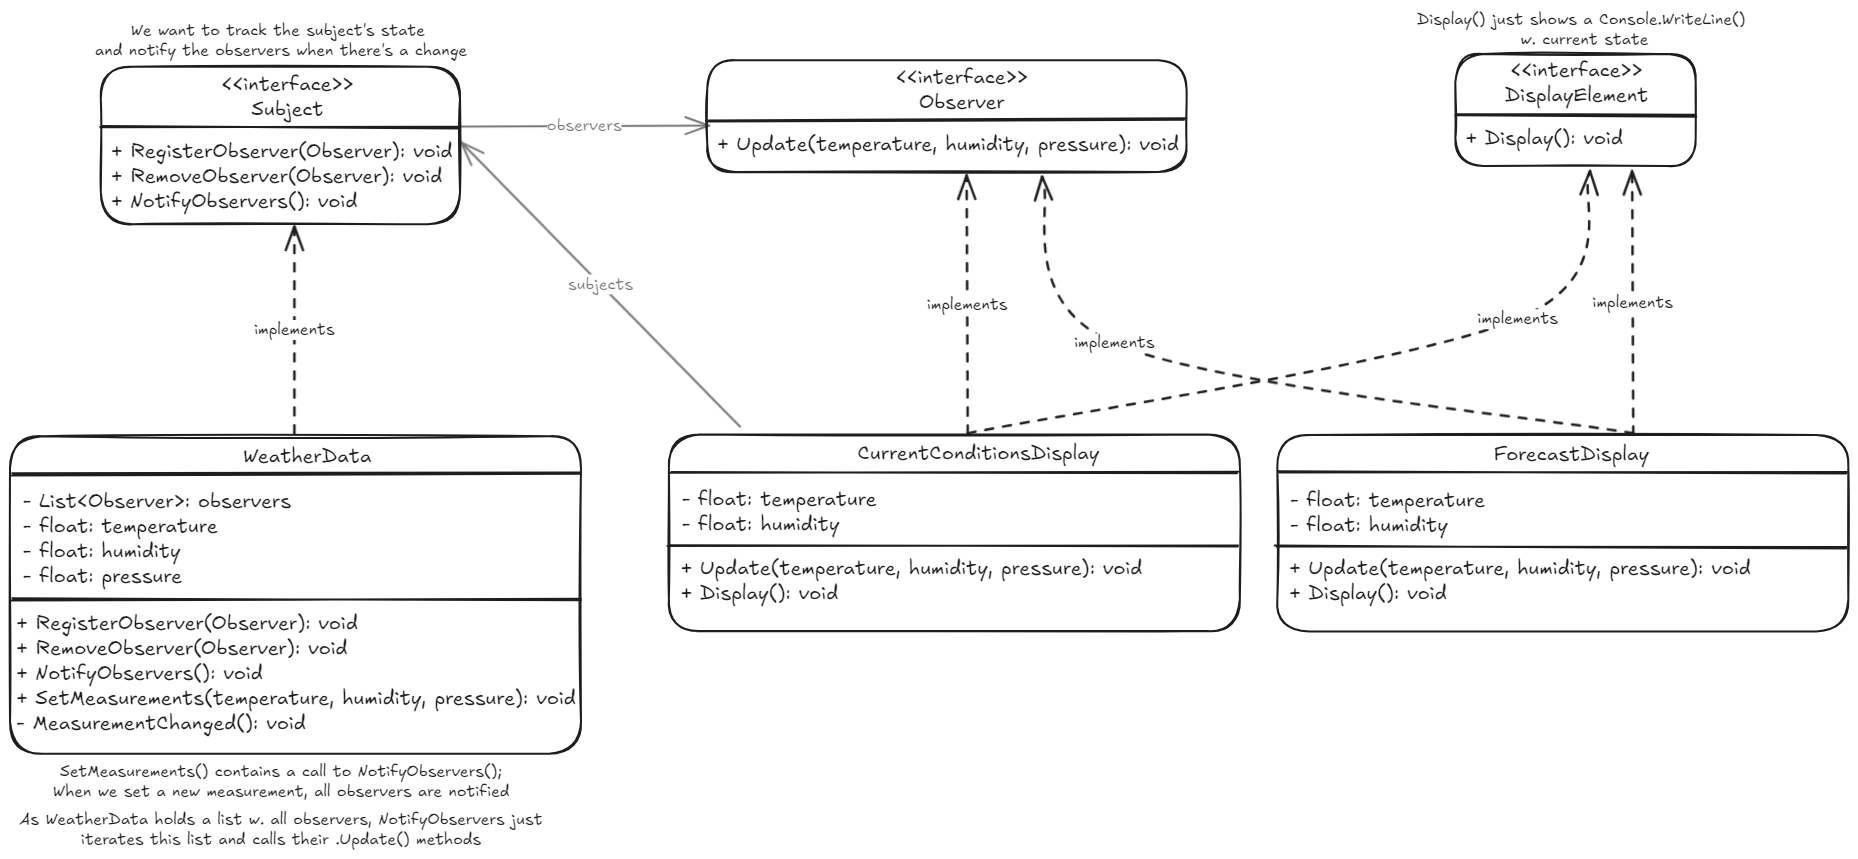 We want to track the subject's state
and notify the observers when there's a change
<<interface>>
Subject
+ RegisterObserver(Observer): void
+ RemoveObserver(Observer): void
+ NotifyObservers(): void
observers
<<interface>>
Observer
+ Update(temperature, humidity, pressure): void
Display() just shows a Console.WriteLine()
w. current state
<<interface>>
DisplayElement
+ Display(): void
implements
subjects
implements
implements
implements
implements
WeatherData
- List<Observer>: observers
- float: temperature
- float: humidity
- float: pressure
+ RegisterObserver(Observer): void
+ RemoveObserver(Observer): void
+ NotifyObservers(): void
+ SetMeasurements(temperature, humidity, pressure): void
- MeasurementChanged(): void
SetMeasurements() contains a call to NotifyObservers();
When we set a new measurement, all observers are notified
As WeatherData holds a list w. all observers, NotifyObservers just
iterates this list and calls their .Update() methods
CurrentConditionsDisplay
- float: temperature
- float: humidity
+ Update(temperature, humidity, pressure): void
+ Display(): void
ForecastDisplay
- float: temperature
- float: humidity
+ Update(temperature, humidity, pressure): void
+ Display(): void